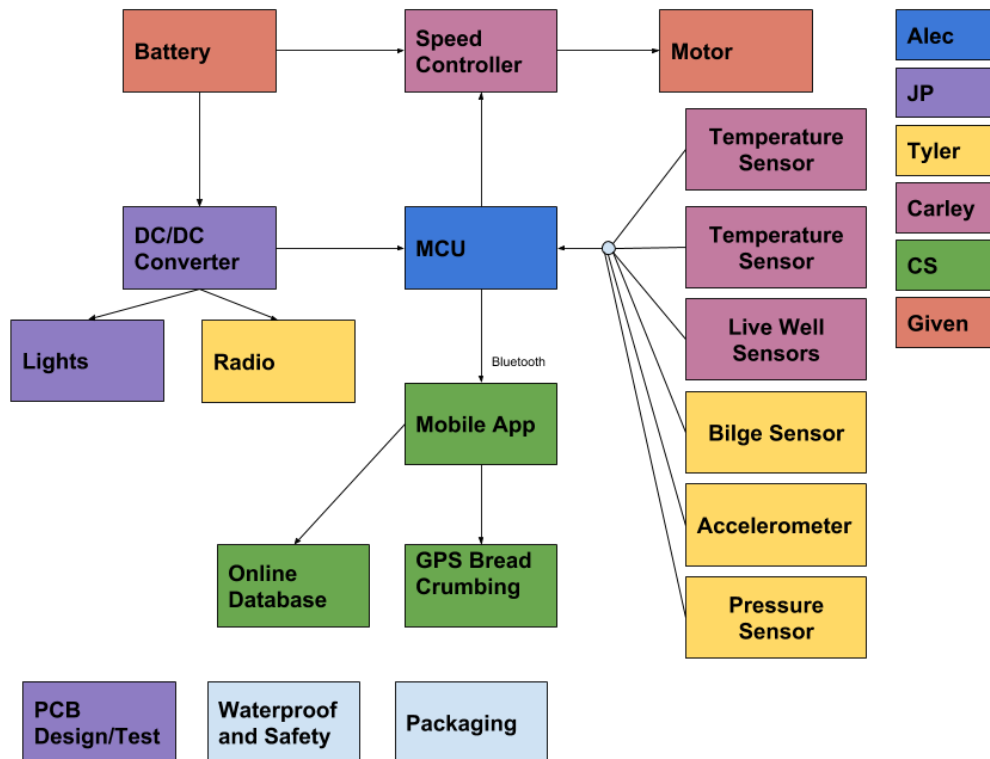 Battery
Speed
Controller
Motor
Alec
JP
Tyler
Carley
CS
Given
Temperature
Sensor
DC/DC
Converter
MCU
Temperature
Sensor
Lights
Radio
Live Well
Sensors
Bluetooth
Mobile App
Bilge Sensor
Accelerometer
Online
Database
GPS Bread
Crumbing
Pressure
Sensor
PCB
Design/Test
Waterproof
and Safety
Packaging